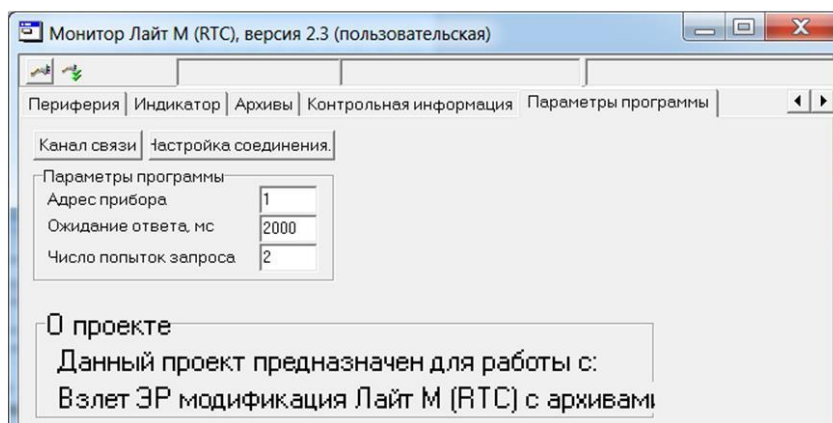 Монитор Лайт М (RTC), версия 2.3 (пользовательская)
Периферия Индикатор Архивы Контрольная информация Параметры программы
Канал связи Настройка соединения.
Параметры программы
Адрес прибора 1
Ожидание ответа, мс 2000
Число попыток запроса 2
О проекте
Данный проект предназначен для работы с:
Взлет ЭР модификация Лайт М (RTC) с архивами